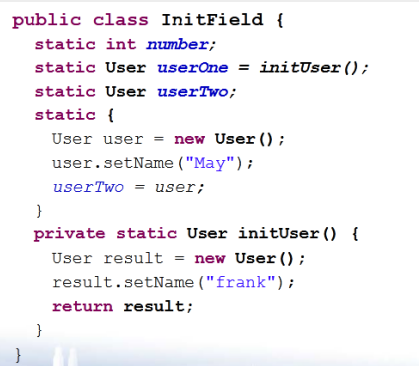 public class InitField {
static int number;
static User userOne = initUser();
static User userTwo;
static {
User user = new User();
user.setName("May");
userTwo = user;
}
private static User initUser() {
User result = new User();
result.setName("frank");
return result;
}
}